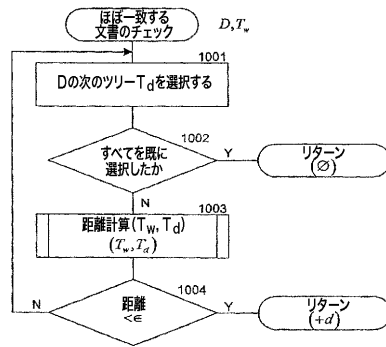 ほぼ一致する
文書のチェック
D, Tw
1001
Dの次のツリーTdを選択する
1002
すべてを既に
選択したか
Y
リターン
(∅)
N
1003
距離計算(Tw, Td)
(Tw, Td)
1004
距離
<∈
N
Y
リターン
(+d)